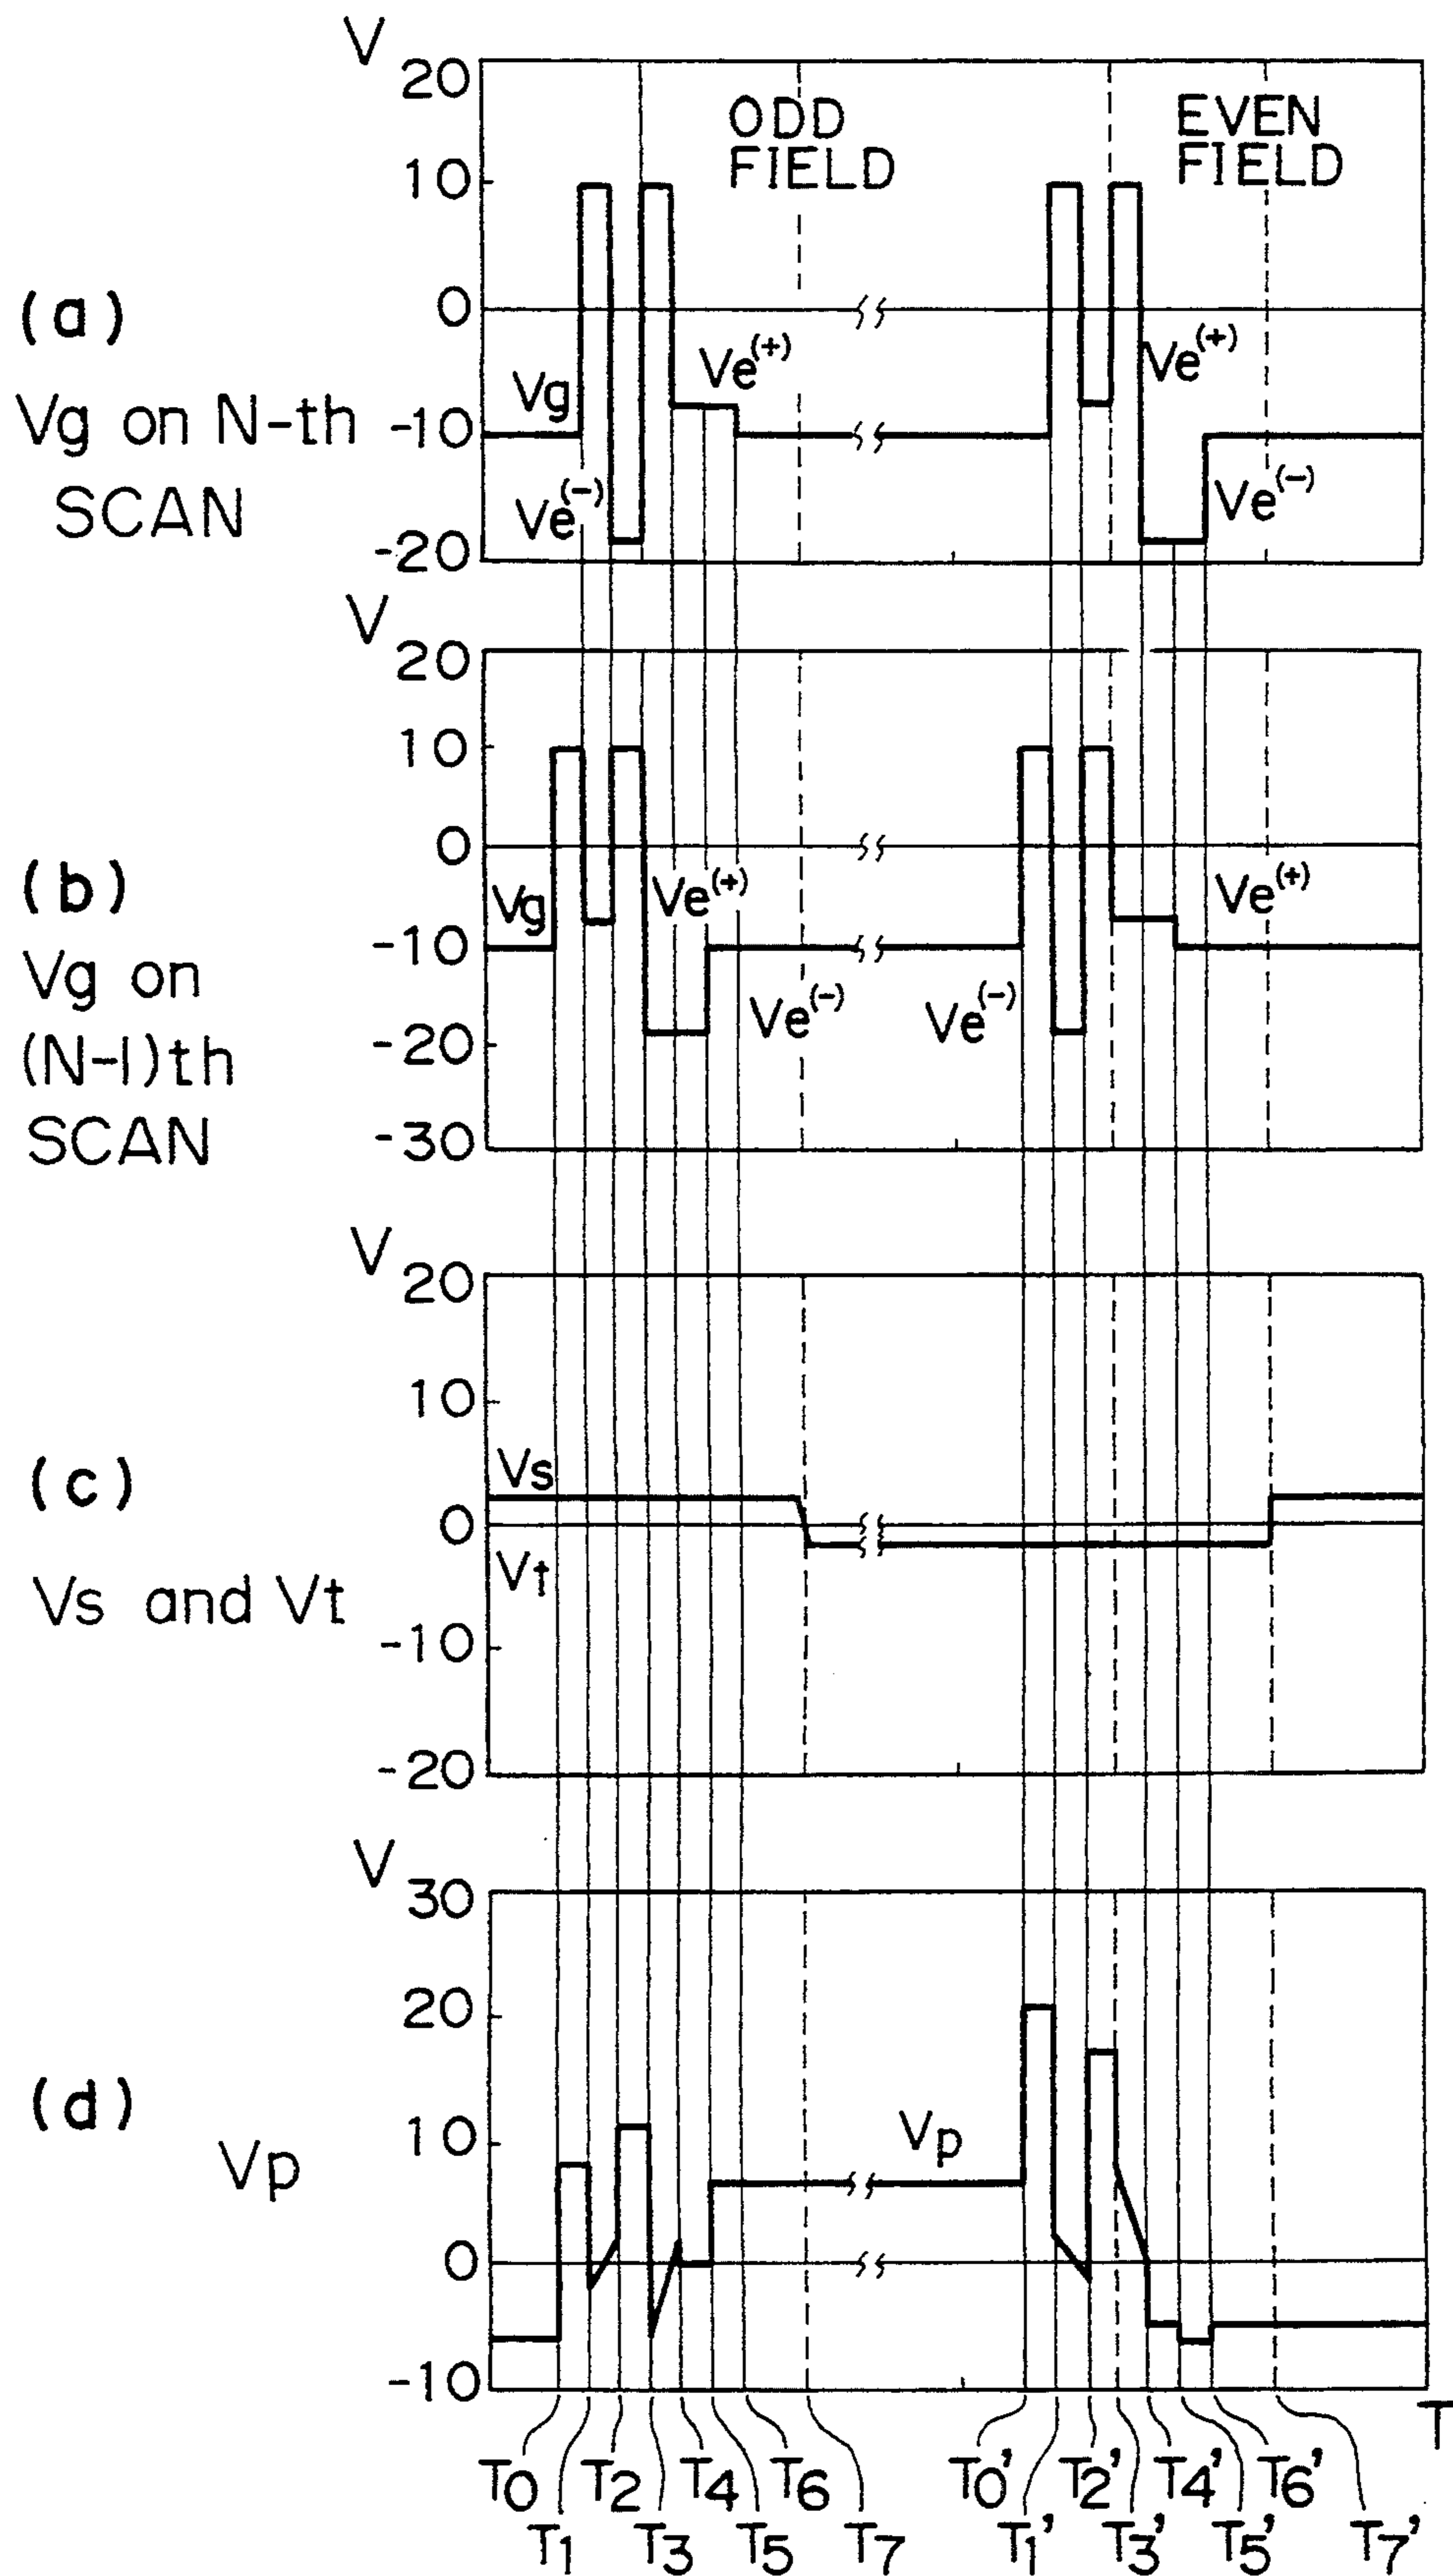 V
20
ODD
FIELD
EVEN
FIELD
10
(a)
0
Ve(+)
Ve(+)
Vg on N-th
SCAN
Vg
-10
Ve(-)
Ve(-)
-20
V
20
10
0
(b)
Vg on
(N-1)th
SCAN
Vg
Ve(+)
Ve(+)
-10
Ve(-)
Ve(-)
-20
-30
V
20
10
(c)
Vs
0
Vs and Vt
Vt
-10
-20
V
30
20
(d)
Vp
10
Vp
0
-10
T
T0 T2 T4 T6 T0' T2' T4' T6'
T1 T3 T5 T7 T1' T3' T5' T7'